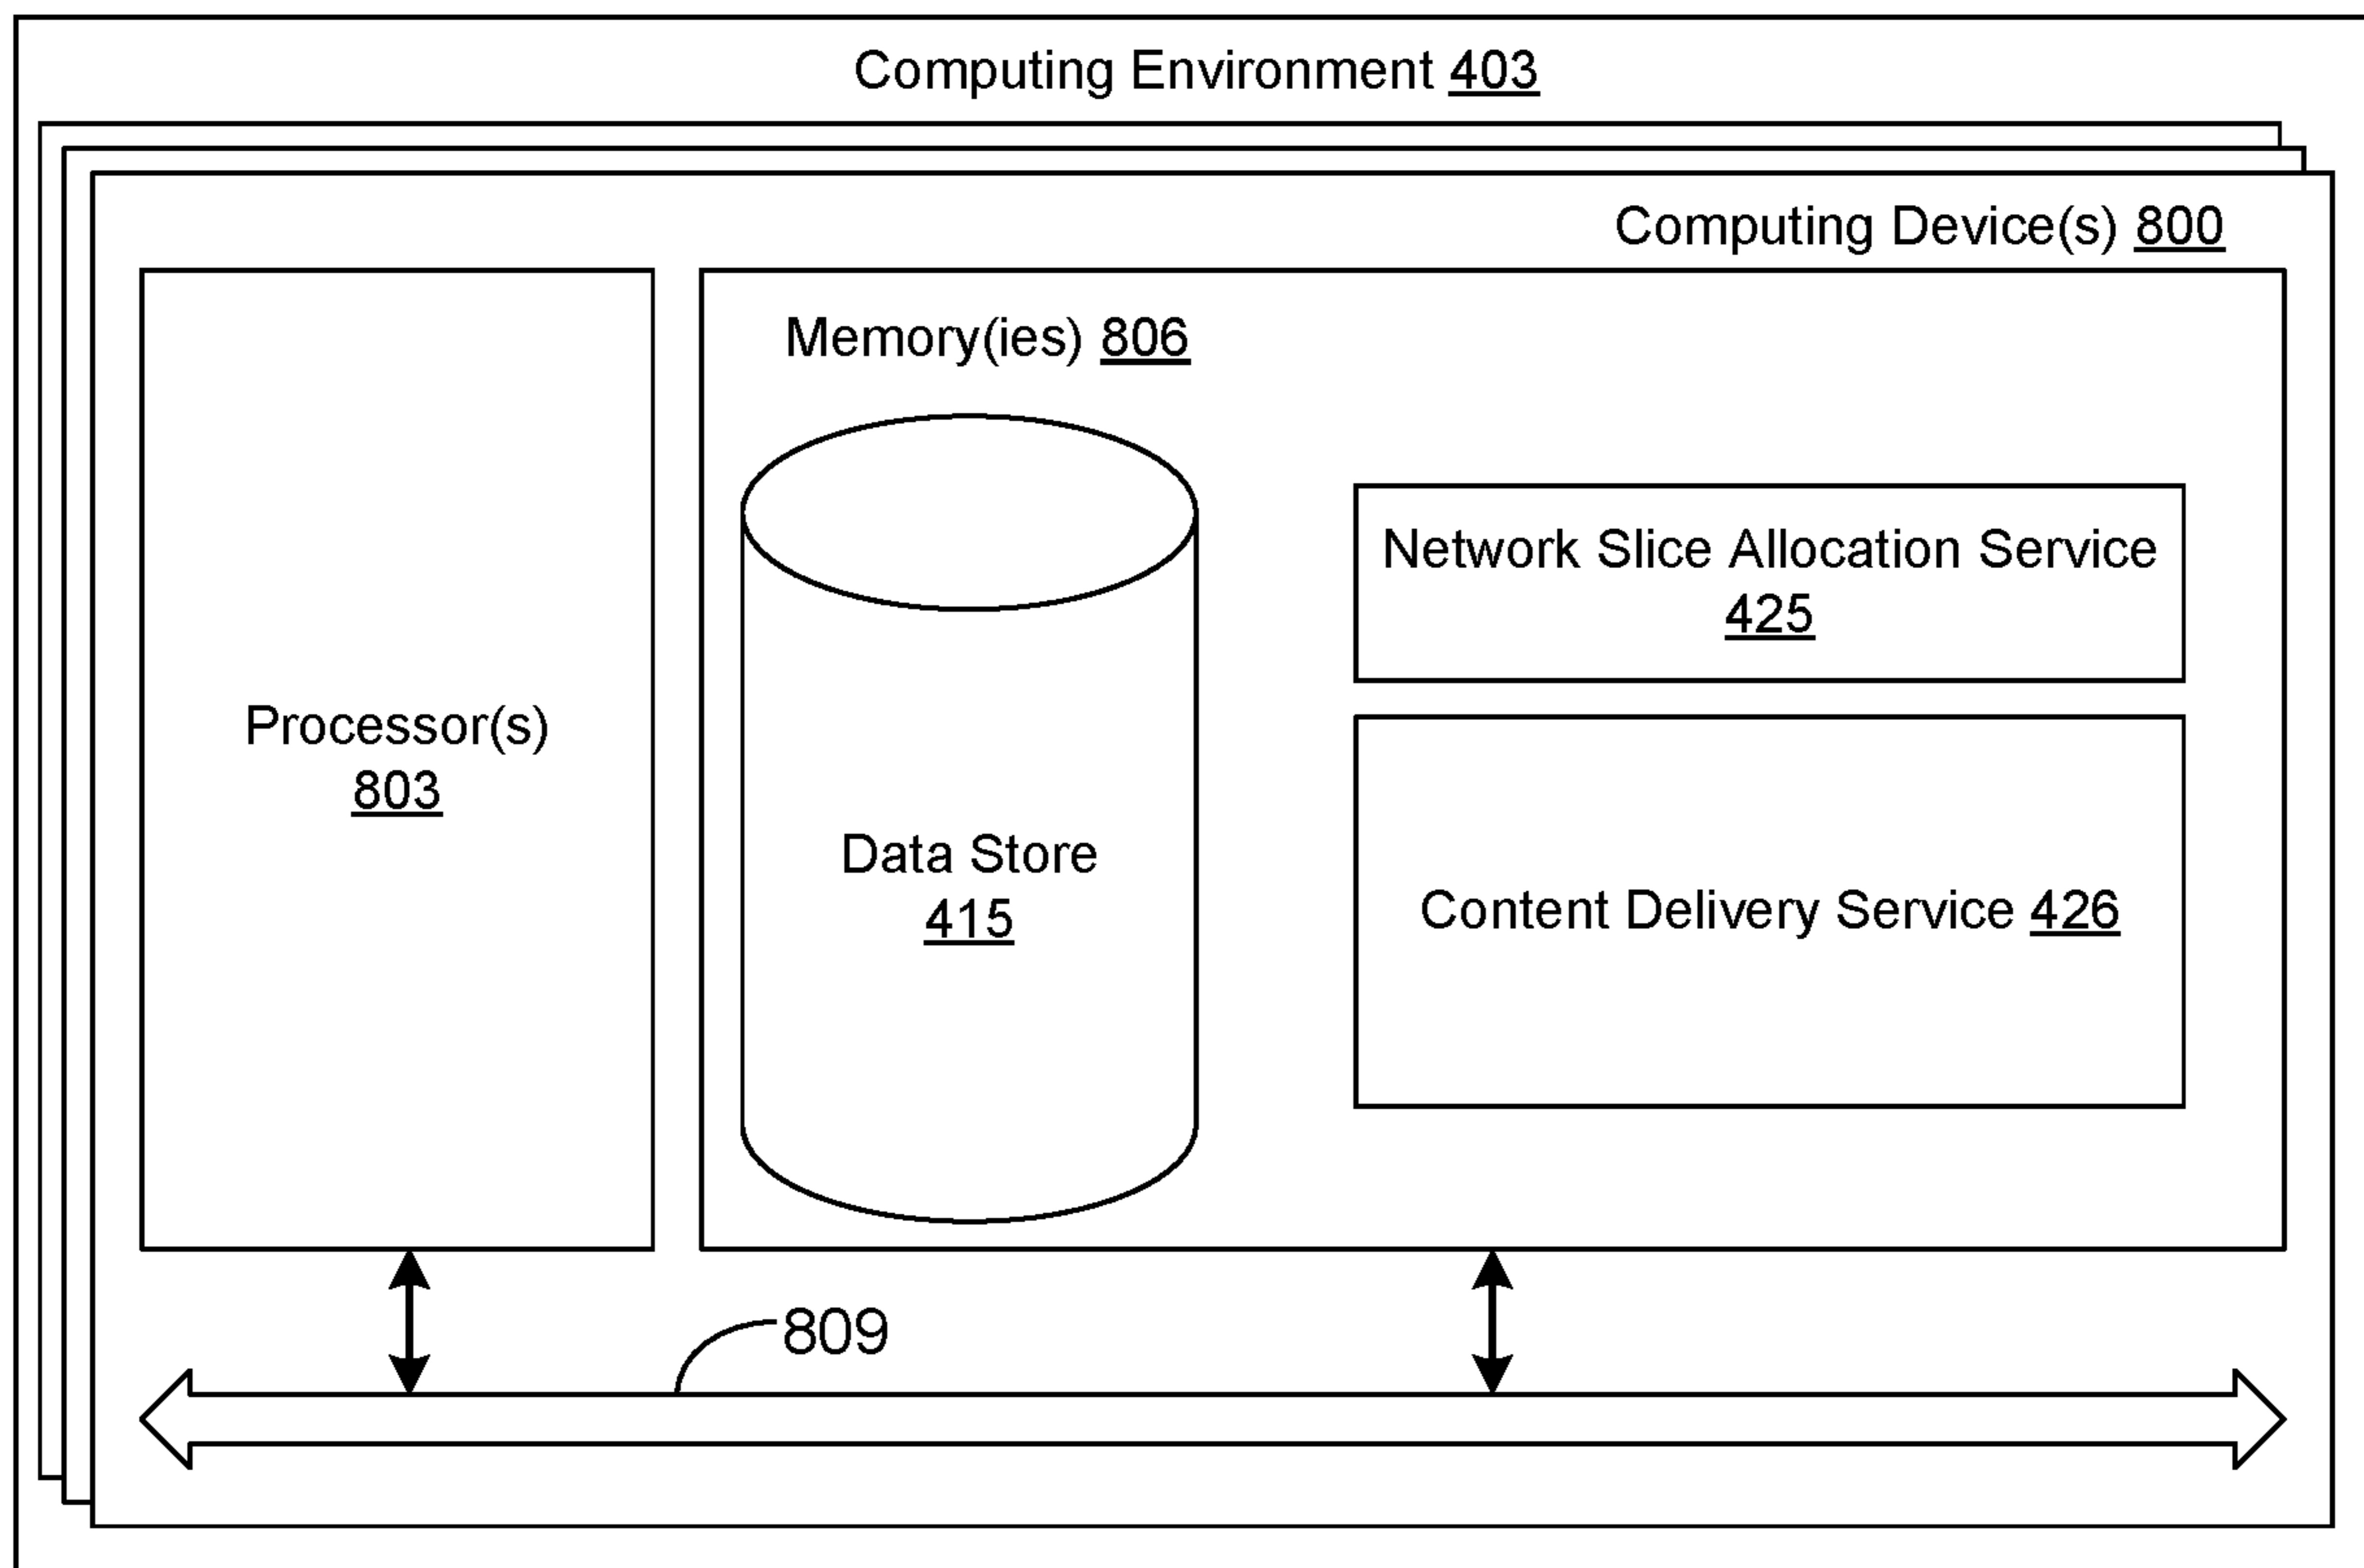 Computing Environment 403
Computing Device(s) 800
Memory(ies) 806
Network Slice Allocation Service
425
Processor(s)
803
Data Store
415
Content Delivery Service 426
809